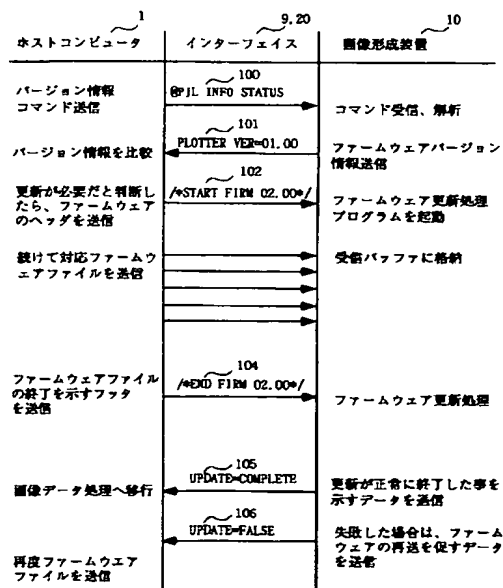 1
9,20
10
ホストコンピュータ
インターフェイス
画像形成装置
バージョン情報
コマンド送信
100
@PJL INFO STATUS
コマンド受信、解析
101
PLOTTER VER=01.00
バージョン情報を比較
ファームウェアバージョン
情報送信
更新が必要だと判断し
たら、ファームウェア
のヘッダを送信
102
/*START FIRM 02.00*/
ファームウェア更新処理
プログラムを起動
続けて対応ファームウ
ェアファイルを送信
受信バッファに格納
ファームウェアファイル
の終了を示すフッタ
を送信
104
/*END FIRM 02.00*/
ファームウェア更新処理
105
UPDATE=COMPLETE
画像データ処理へ移行
更新が正常に終了した事を
示すデータを送信
106
UPDATE=FALSE
再度ファームウエア
ファイルを送信
失敗した場合は、ファーム
ウェアの再送を促すデータ
を送信